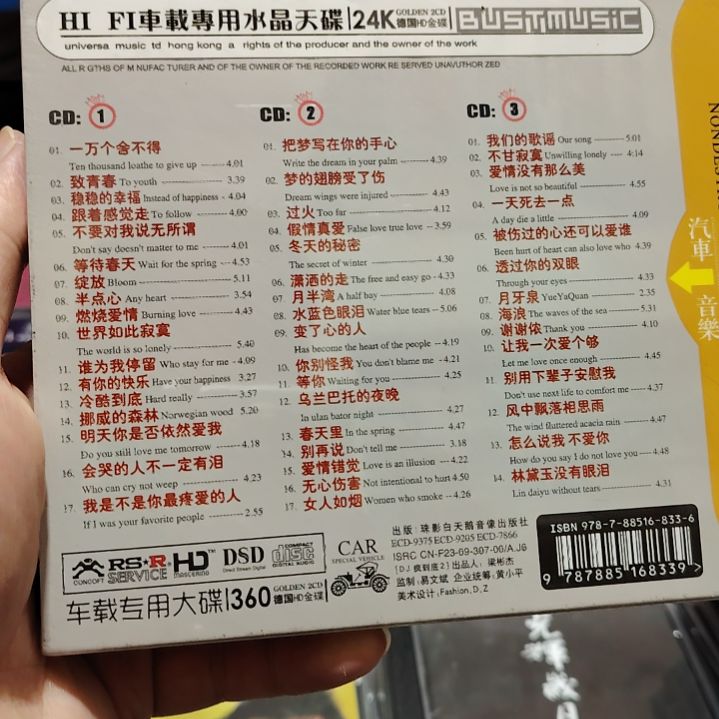 HI FI車載專用水晶天碟 24K GOLDEN 2CD 德国HD金碟 BUSTMUSIC
universa music td hong kong a rights of the producer and the owner of the work
ALL R GTHS OF M NUFAC TURER AND OF THE OWNER OF THE RECORDED WORK RE SERVED UNAUTHOR ZED
CD: 1
01. 一万个舍不得
Ten thousand loathe to give up 4.01
02. 致青春 To youth 3.39
03. 稳稳的幸福 Instead of happiness 4.04
04. 跟着感觉走 To follow 4.00
05. 不要对我说无所谓
Don't say doesn't matter to me 4.01
06. 等待春天 Wait for the spring 4.53
07. 绽放 Bloom 5.11
08. 半点心 Any heart 3.54
09. 燃烧爱情 Burning love 4.43
10. 世界如此寂寞
The world is so lonely 5.40
11. 谁为我停留 Who stay for me 4.09
12. 有你的快乐 Have your happiness 3.27
13. 冷酷到底 Hard really 3.57
14. 挪威的森林 Norwegian wood 5.20
15. 明天你是否依然爱我
Do you still love me tomorrow 4.18
16. 会哭的人不一定有泪
Who can cry not weep 4.23
17. 我是不是你最疼爱的人
If I was your favorite people 2.55
CD: 2
01. 把梦写在你的手心
Write the dream in your palm 4.39
02. 梦的翅膀受了伤
Dream wings were injured 4.43
03. 过火 Too far 4.12
04. 假情真爱 False love true love 3.59
05. 冬天的秘密
The secret of winter 4.30
06. 潇洒的走 The free and easy go 4.33
07. 月半湾 A half bay 4.08
08. 水蓝色眼泪 Water blue tears 5.06
09. 变了心的人
Has become the heart of the people 4.19
10. 你别怪我 You don't blame me 4.21
11. 等你 Waiting for you 4.25
12. 乌兰巴托的夜晚
In ulan bator night 4.27
13. 春天里 In the spring 4.47
14. 别再说 Don't tell me 3.18
15. 爱情错觉 Love is an illusion 4.22
16. 无心伤害 Not intentional to hurt 4.50
17. 女人如烟 Women who smoke 4.26
CD: 3
01. 我们的歌谣 Our song 5.01
02. 不甘寂寞 Unwilling lonely 4:14
03. 爱情没有那么美
Love is not so beautiful 4.55
04. 一天死去一点
A day die a little 4.09
05. 被伤过的心还可以爱谁
Been hurt of heart can also love who 4.39
06. 透过你的双眼
Through your eyes 4.33
07. 月牙泉 YueYaQuan 2.35
08. 海浪 The waves of the sea 5.31
09. 谢谢侬 Thank you 4.10
10. 让我一次爱个够
Let me love once enough 4.45
11. 别用下辈子安慰我
Don't use next life to comfort me 4.37
12. 风中飘落相思雨
The wind fluttered acacia rain 4.47
13. 怎么说我不爱你
How do you say I do not love you 4.48
14. 林黛玉没有眼泪
Lin daiyu without tears 4.31
CONSOFT RS★R SERVICE HD™ MASTERING DSD Direct Stream Digital COMPACT disc DIGITAL AUDIO
CAR
SPECIAL VEHICLE
车载专用大碟 360 GOLDEN 2CD 德国HD金碟
出版：珠影白天鹅音像出版社
ECD-9375 ECD-9205 ECD-7866
ISRC CN-F23-09-307-00/A.J6
[DJ 疯到底2] 出品人：梁彬杰
监制：易文斌 企业统筹：黄小平
美术设计：Fashion.D.Z
ISBN 978-7-88516-833-6
9 787885 168339 >
汽車
音樂